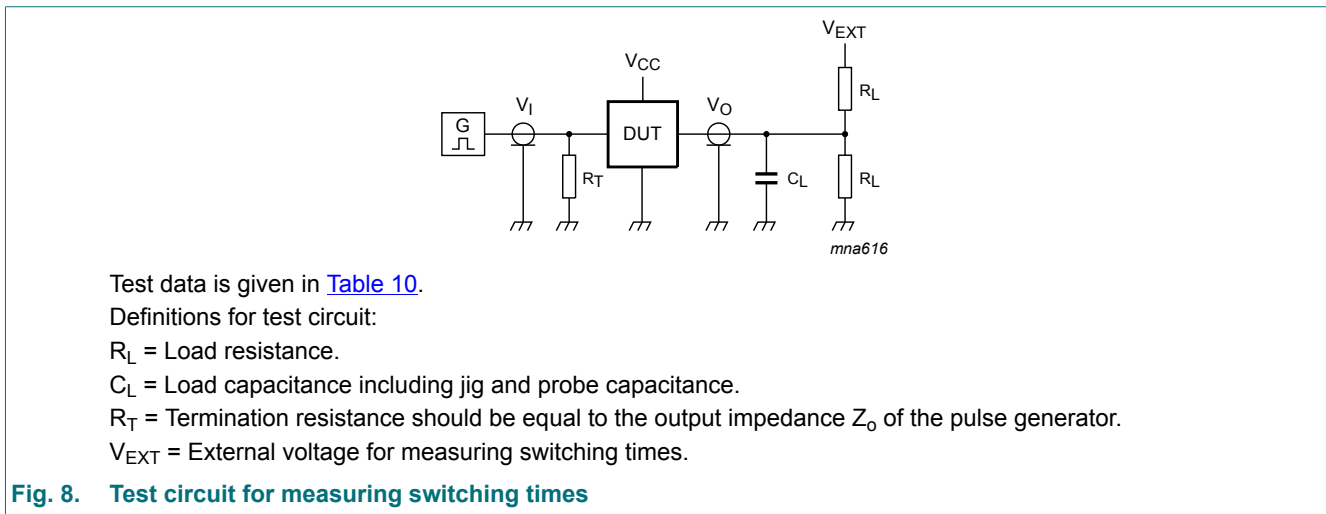 VEXT
VCC
RL
VI
VO
G
DUT
RT
CL
RL
mna616
Test data is given in Table 10.
Definitions for test circuit:
RL = Load resistance.
CL = Load capacitance including jig and probe capacitance.
RT = Termination resistance should be equal to the output impedance Zo of the pulse generator.
VEXT = External voltage for measuring switching times.
Fig. 8. Test circuit for measuring switching times